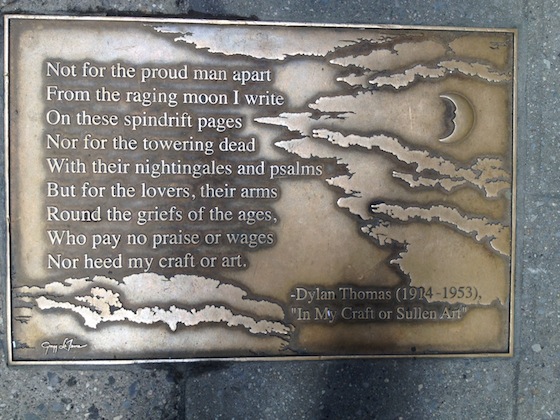 Not for the proud man apart
From the raging moon I write
On these spindrift pages
Nor for the towering dead
With their nightingales and psalms
But for the lovers, their arms
Round the griefs of the ages,
Who pay no praise or wages
Nor heed my craft or art.
-Dylan Thomas (1914-1953),
"In My Craft or Sullen Art"